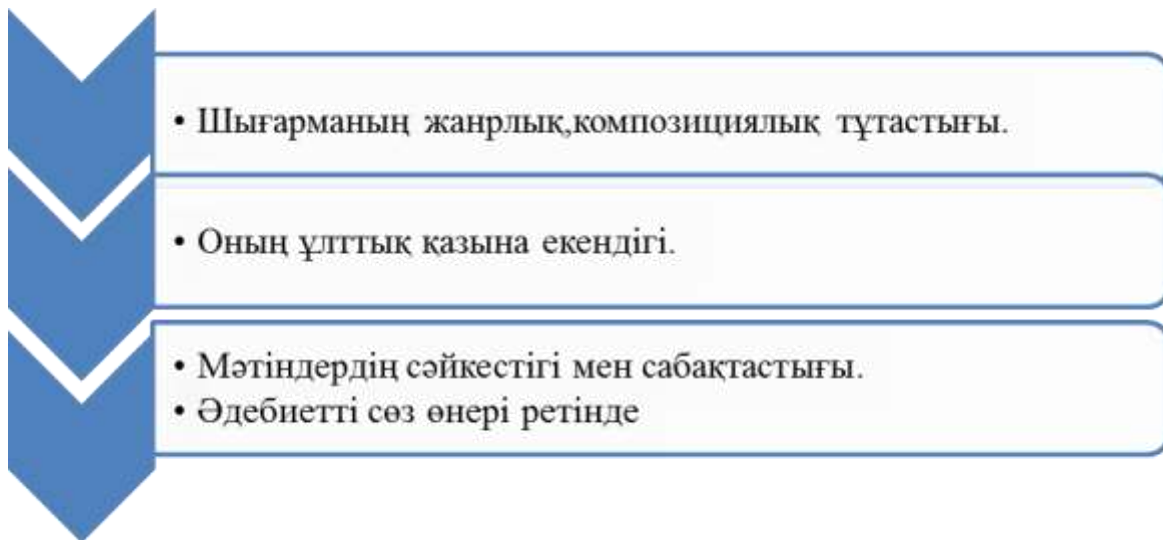 • Шығарманың жанрлық,композициялық тұтастығы.
• Оның ұлттық қазына екендігі.
• Мәтіндердің сәйкестігі мен сабақтастығы.
• Әдебиетті сөз өнері ретінде